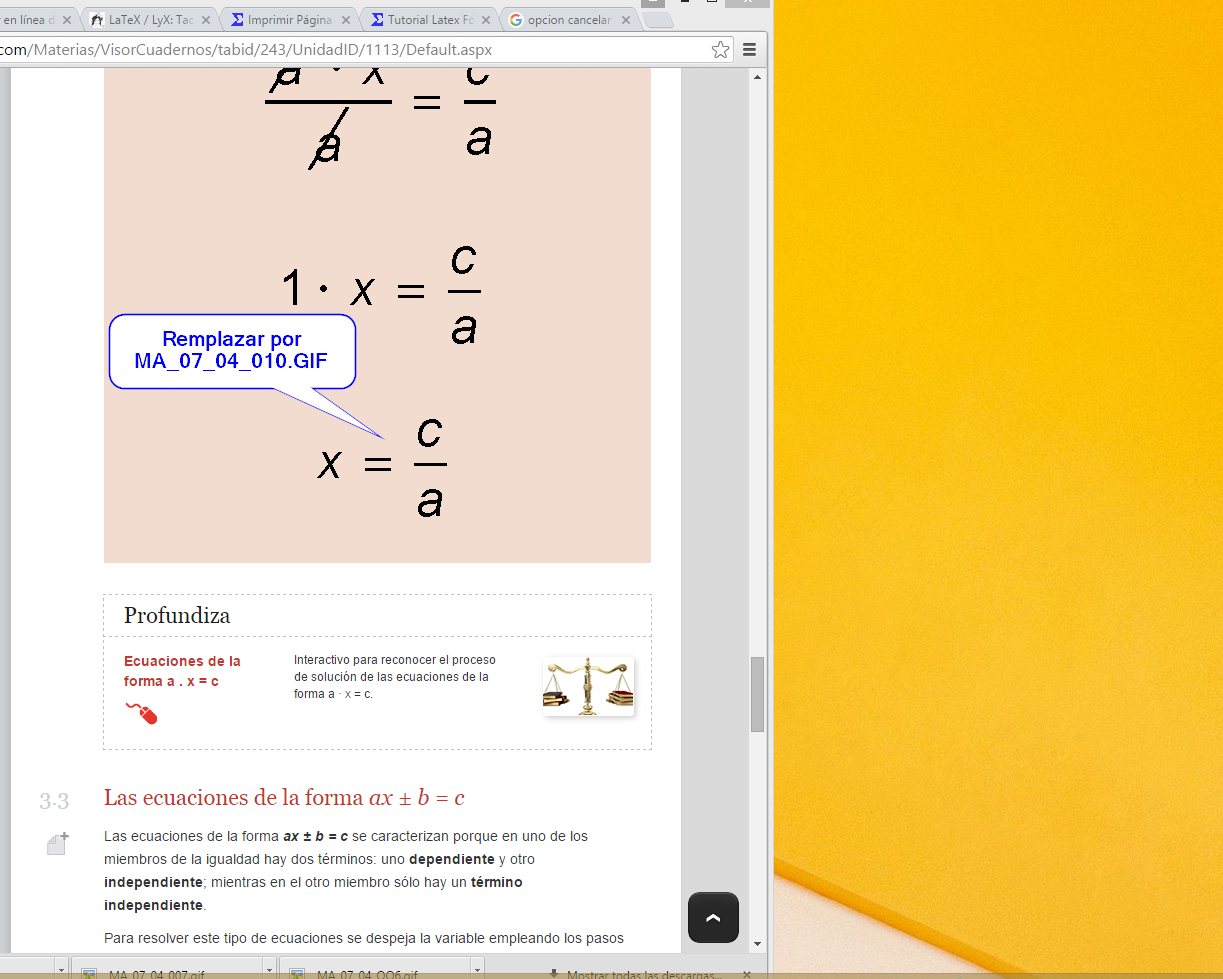 en línea d
LaTeX / LyX: Tac
Imprimir Página
Tutorial Latex Fó
opcion cancelar
com/Materias/VisorCuadernos/tabid/243/UnidadID/1113/Default.aspx
a · x / a = c / a
1 · x = c / a
Remplazar por
MA_07_04_010.GIF
x = c / a
Profundiza
Ecuaciones de la
forma a . x = c
Interactivo para reconocer el proceso
de solución de las ecuaciones de la
forma a · x = c.
3.3
Las ecuaciones de la forma ax ± b = c
Las ecuaciones de la forma ax ± b = c se caracterizan porque en uno de los
miembros de la igualdad hay dos términos: uno dependiente y otro
independiente; mientras en el otro miembro sólo hay un término
independiente.
Para resolver este tipo de ecuaciones se despeja la variable empleando los pasos
MA_07_04_007.gif
MA_07_04_006.gif
Mostrar todas las descargas...